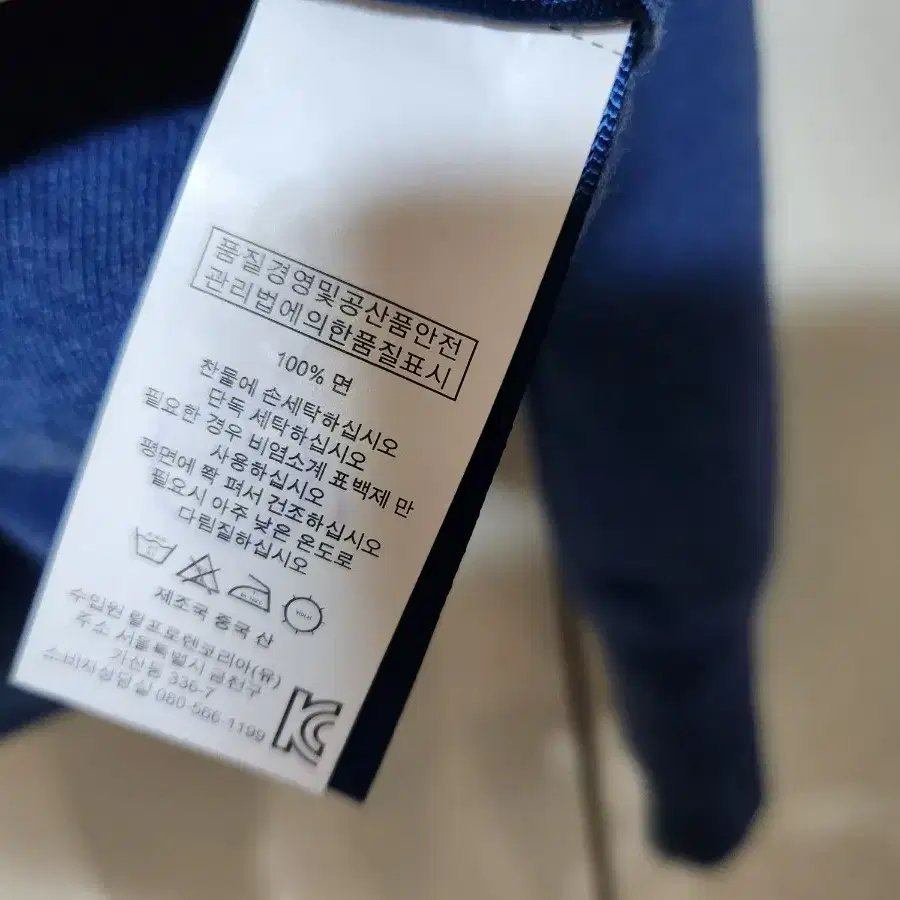 품질경영및공산품안전
관리법에의한품질표시
100% 면
찬물에 손세탁하십시오
단독 세탁하십시오
필요한 경우 비염소계 표백제 만
사용하십시오
평면에 쫙 펴서 건조하십시오
필요시 아주 낮은 온도로
다림질하십시오
제조국 중국 산
수입원 랄프로렌코리아(유)
주소 서울특별시 금천구
가산동 336-7
소비자상담실 080-566-1199